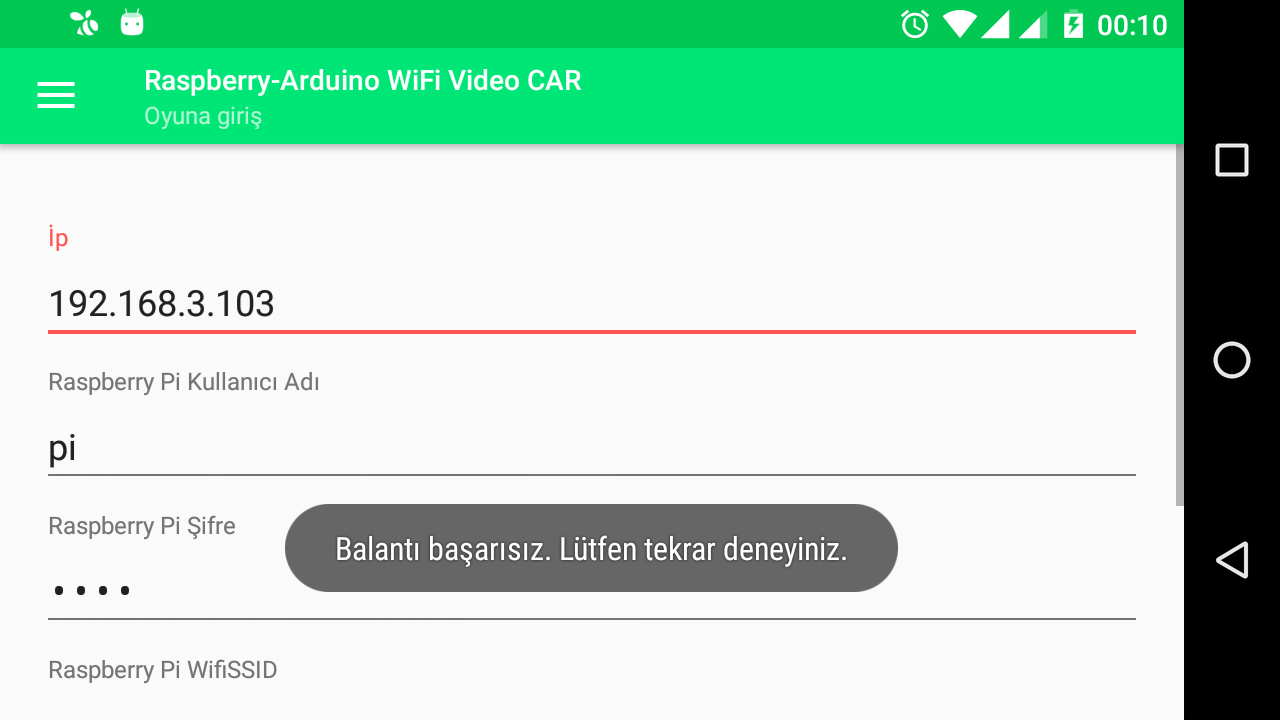 00:10
Raspberry-Arduino WiFi Video CAR
Oyuna giriş
İp
192.168.3.103
Raspberry Pi Kullanıcı Adı
pi
Raspberry Pi Şifre
Balantı başarısız. Lütfen tekrar deneyiniz.
••••
Raspberry Pi WifiSSID